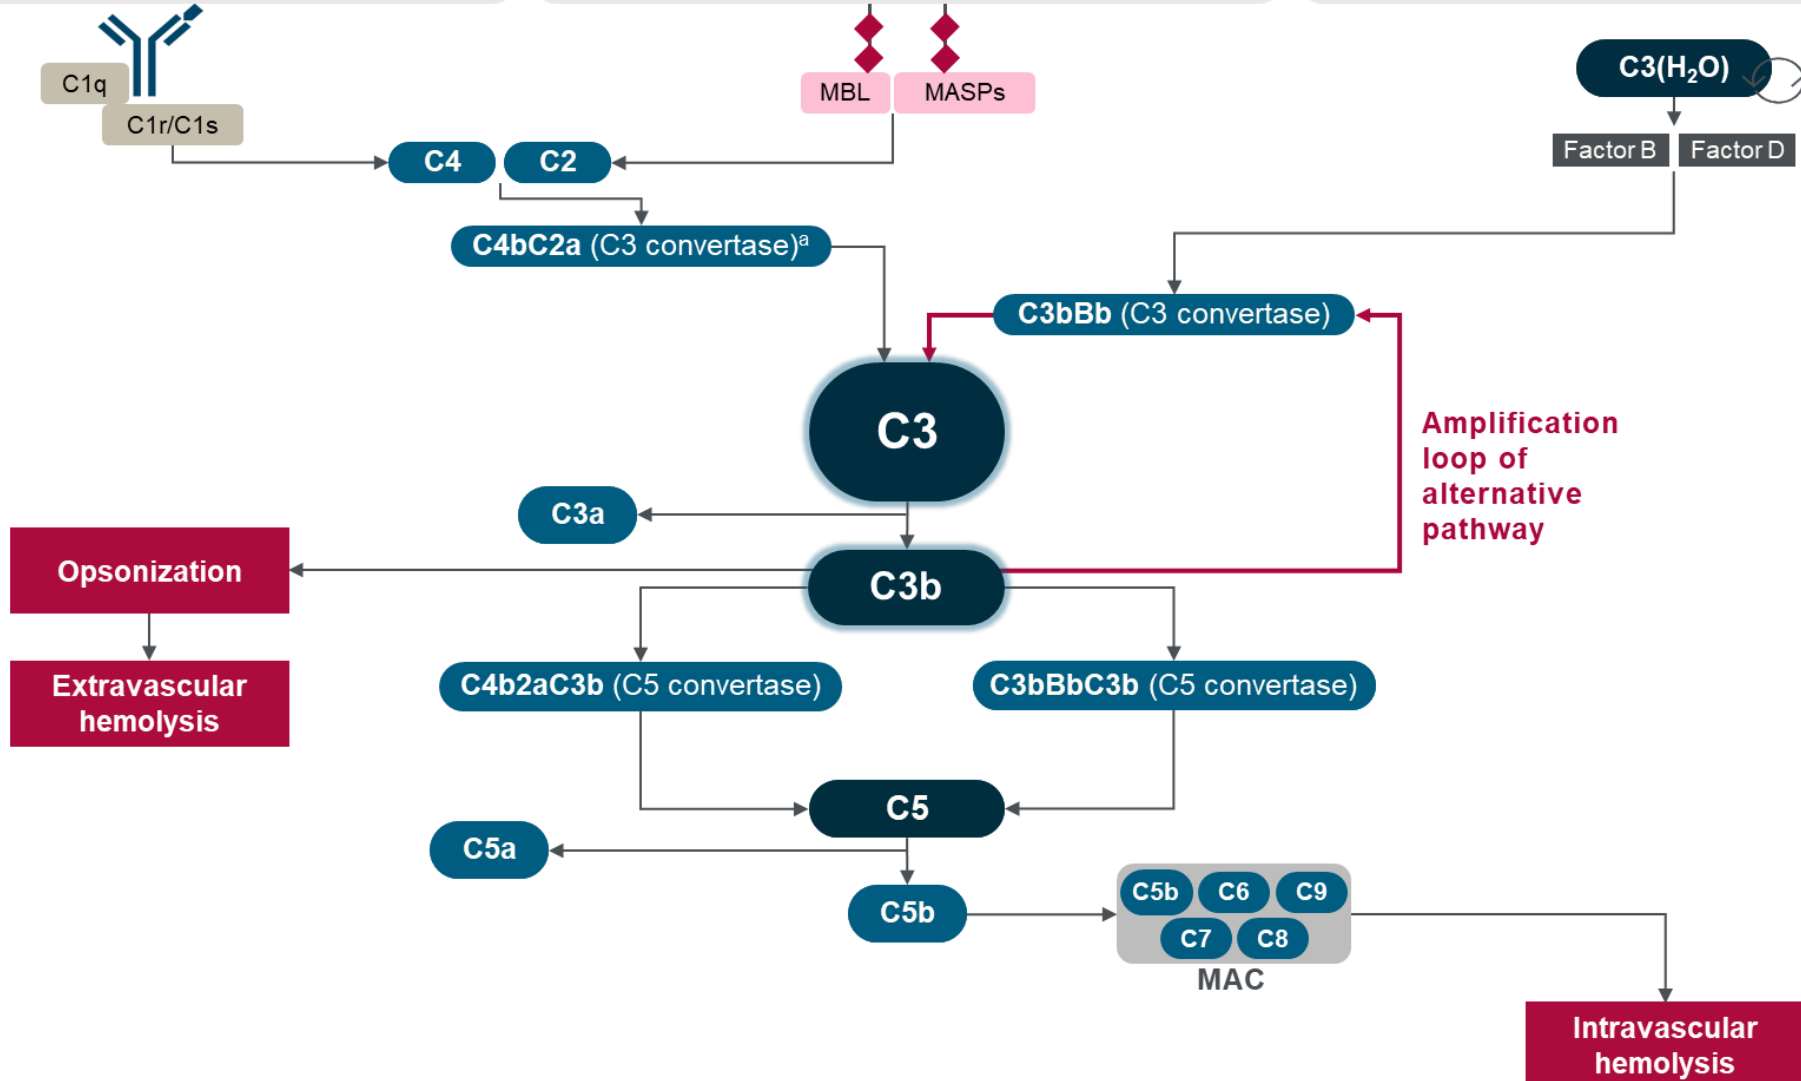 C1q
C1r/C1s
MBL
MASPs
C3(H₂O)
Factor B
Factor D
C4
C2
C4bC2a (C3 convertase)ᵃ
C3bBb (C3 convertase)
C3
Amplification
loop of
alternative
pathway
C3a
Opsonization
C3b
Extravascular
hemolysis
C4b2aC3b (C5 convertase)
C3bBbC3b (C5 convertase)
C5
C5a
C5b
C5b
C6
C9
C7
C8
MAC
Intravascular
hemolysis